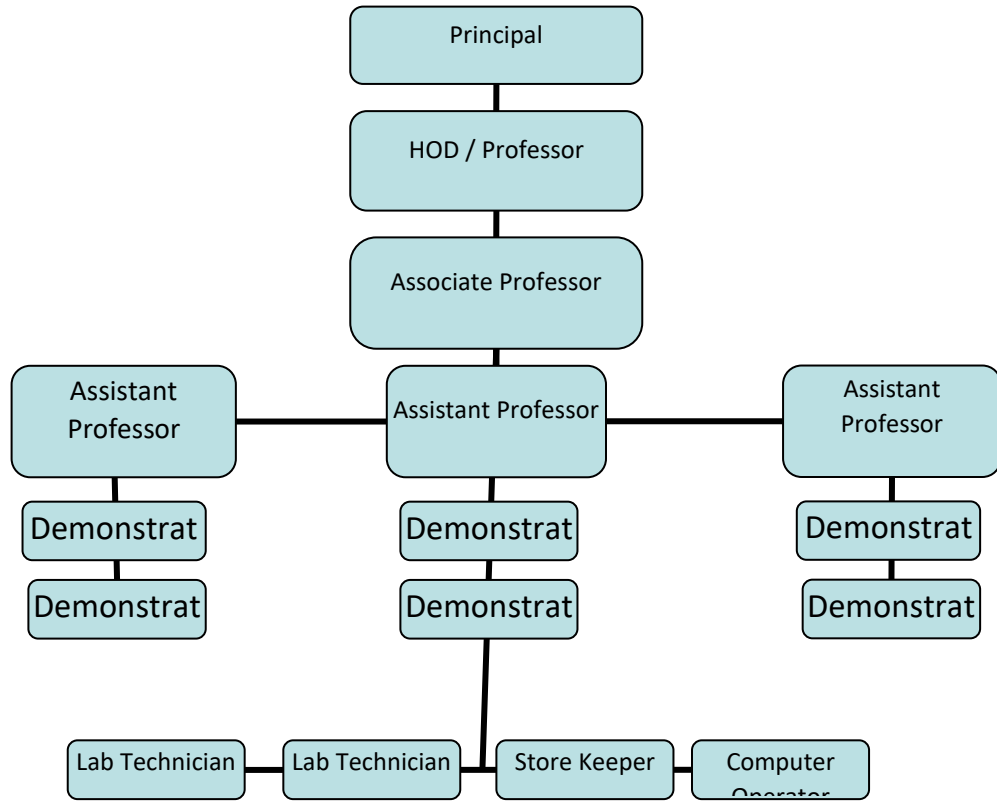 Principal
HOD / Professor
Associate Professor
Assistant
Professor
Assistant Professor
Assistant
Professor
Demonstrat
Demonstrat
Demonstrat
Demonstrat
Demonstrat
Demonstrat
Lab Technician
Lab Technician
Store Keeper
Computer
Operator